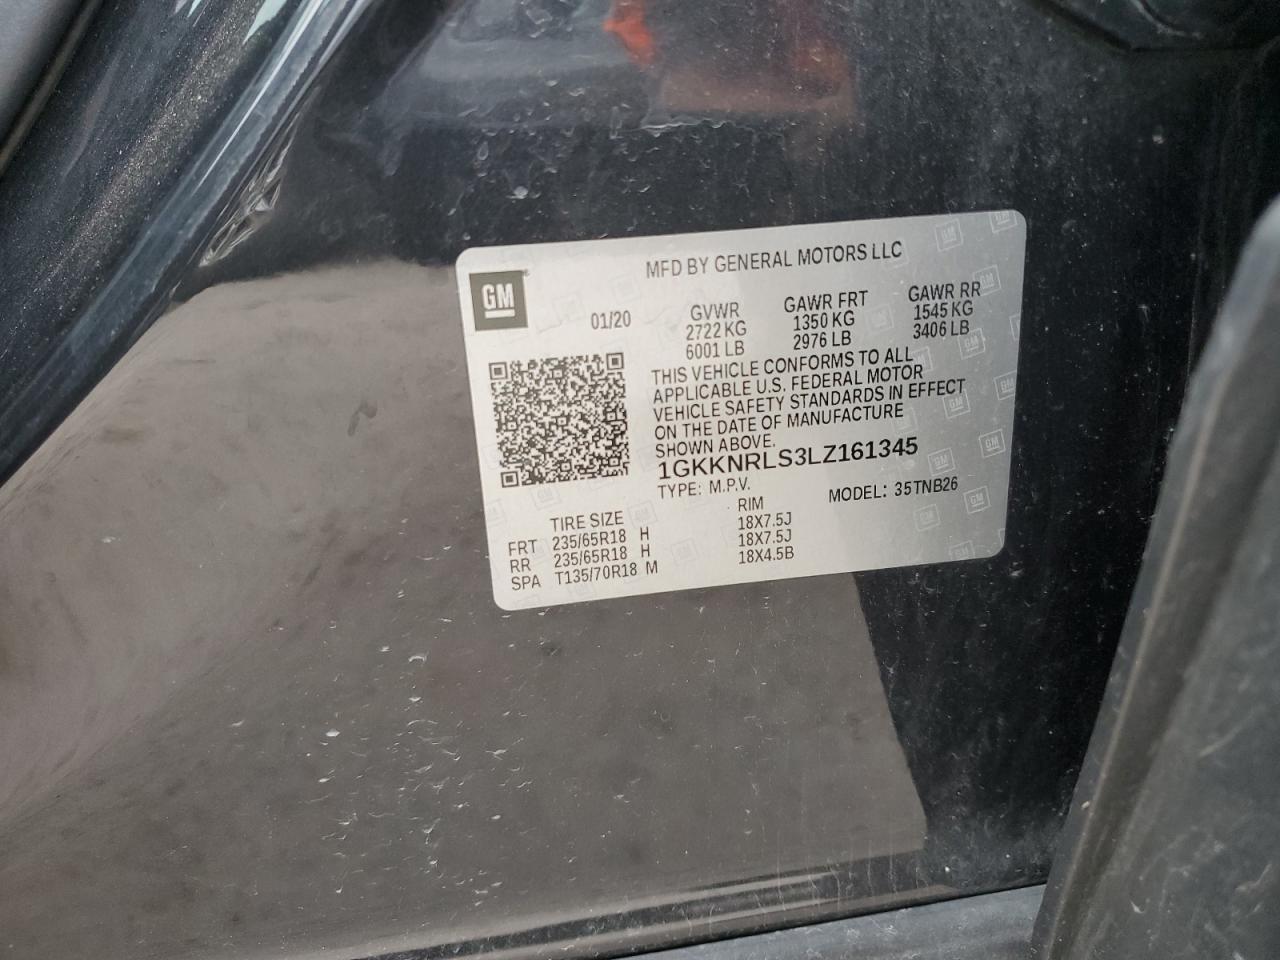 MFD BY GENERAL MOTORS LLC
GM
01/20 GVWR GAWR FRT GAWR RR
2722 KG 1350 KG 1545 KG
6001 LB 2976 LB 3406 LB
THIS VEHICLE CONFORMS TO ALL
APPLICABLE U.S. FEDERAL MOTOR
VEHICLE SAFETY STANDARDS IN EFFECT
ON THE DATE OF MANUFACTURE
SHOWN ABOVE.
1GKKNRLS3LZ161345
TYPE: M.P.V. MODEL: 35TNB26
TIRE SIZE RIM
FRT 235/65R18 H 18X7.5J
RR 235/65R18 H 18X7.5J
SPA T135/70R18 M 18X4.5B